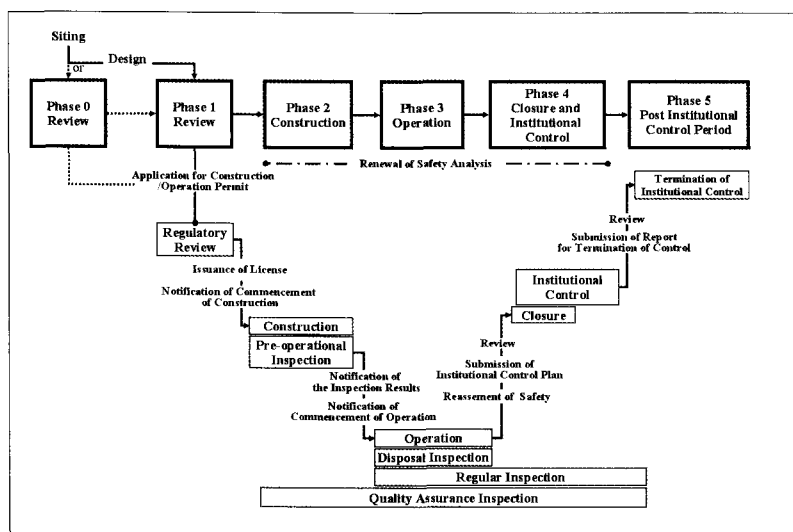 Siting
or
Design
Phase 0
Review
Phase 1
Review
Phase 2
Construction
Phase 3
Operation
Phase 4
Closure and
Institutional
Control
Phase 5
Post Institutional
Control Period
Renewal of Safety Analysis
Application for Construction
/Operation Permit
Regulatory
Review
Issuance of License
Notification of Commencement
of Construction
Construction
Pre-operational
Inspection
Notification of
the Inspection Results
Notification of
Commencement of Operation
Operation
Disposal Inspection
Regular Inspection
Quality Assurance Inspection
Review
Submission of
Institutional Control Plan
Reassement of Safety
Closure
Institutional
Control
Review
Submission of Report
for Termination of Control
Termination of
Institutional Control